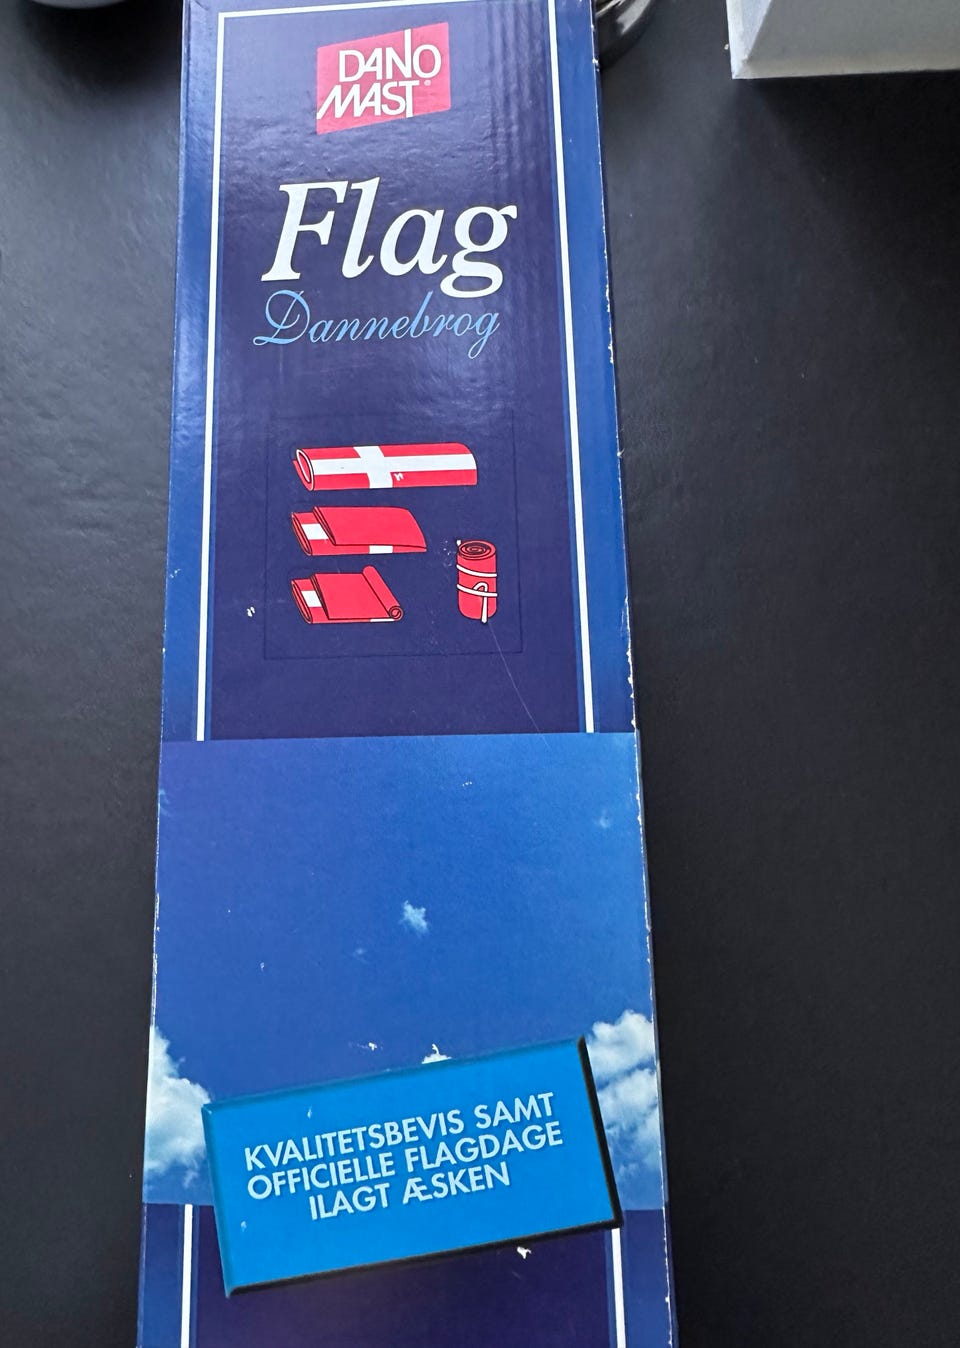 DANO
MAST®
Flag
Dannebrog
KVALITETSBEVIS SAMT
OFFICIELLE FLAGDAGE
ILAGT ÆSKEN